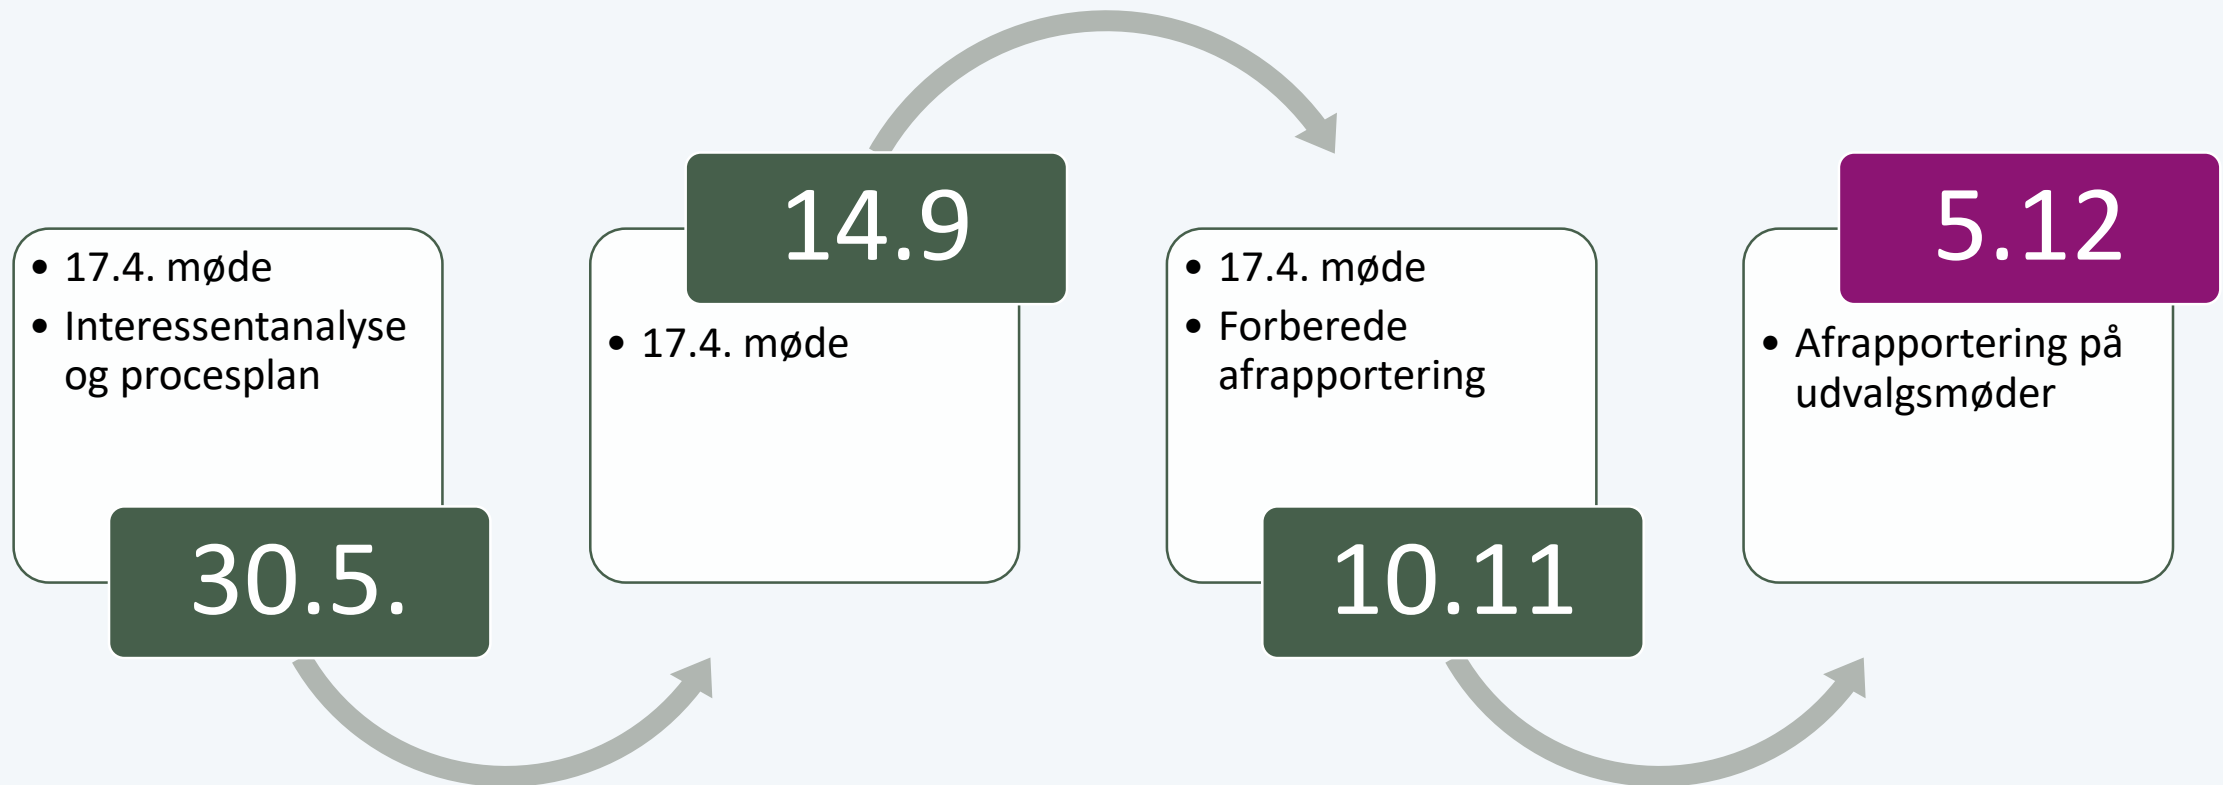 • 17.4. møde
• Interessentanalyse
og procesplan
30.5.
14.9
• 17.4. møde
• 17.4. møde
• Forberede
afrapportering
10.11
5.12
• Afrapportering på
udvalgsmøder